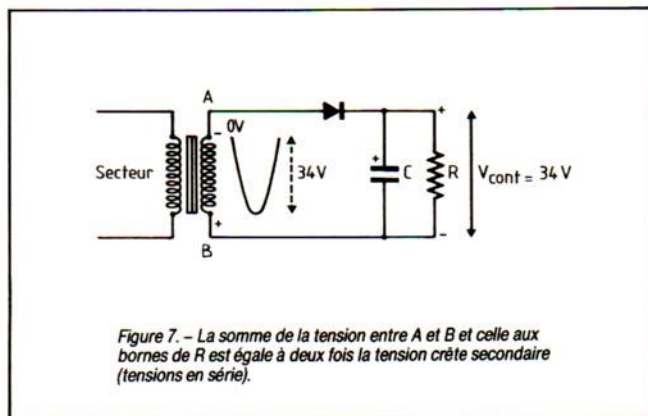 A
0V
−
Secteur
34V
+
B
+
C
R
+
−
Vcont = 34 V
Figure 7. – La somme de la tension entre A et B et celle aux
bornes de R est égale à deux fois la tension crête secondaire
(tensions en série).